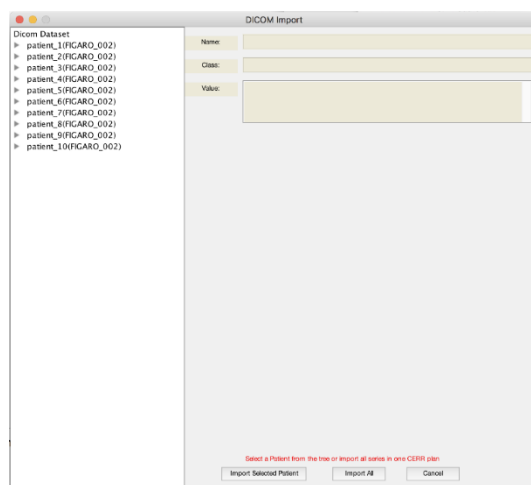 DICOM Import
Dicom Dataset
patient_1(FIGARO_002)
patient_2(FIGARO_002)
patient_3(FIGARO_002)
patient_4(FIGARO_002)
patient_5(FIGARO_002)
patient_6(FIGARO_002)
patient_7(FIGARO_002)
patient_8(FIGARO_002)
patient_9(FIGARO_002)
patient_10(FIGARO_002)
Name:
Class:
Value:
Select a Patient from the tree or import all series in one CERR plan
Import Selected Patient
Import All
Cancel